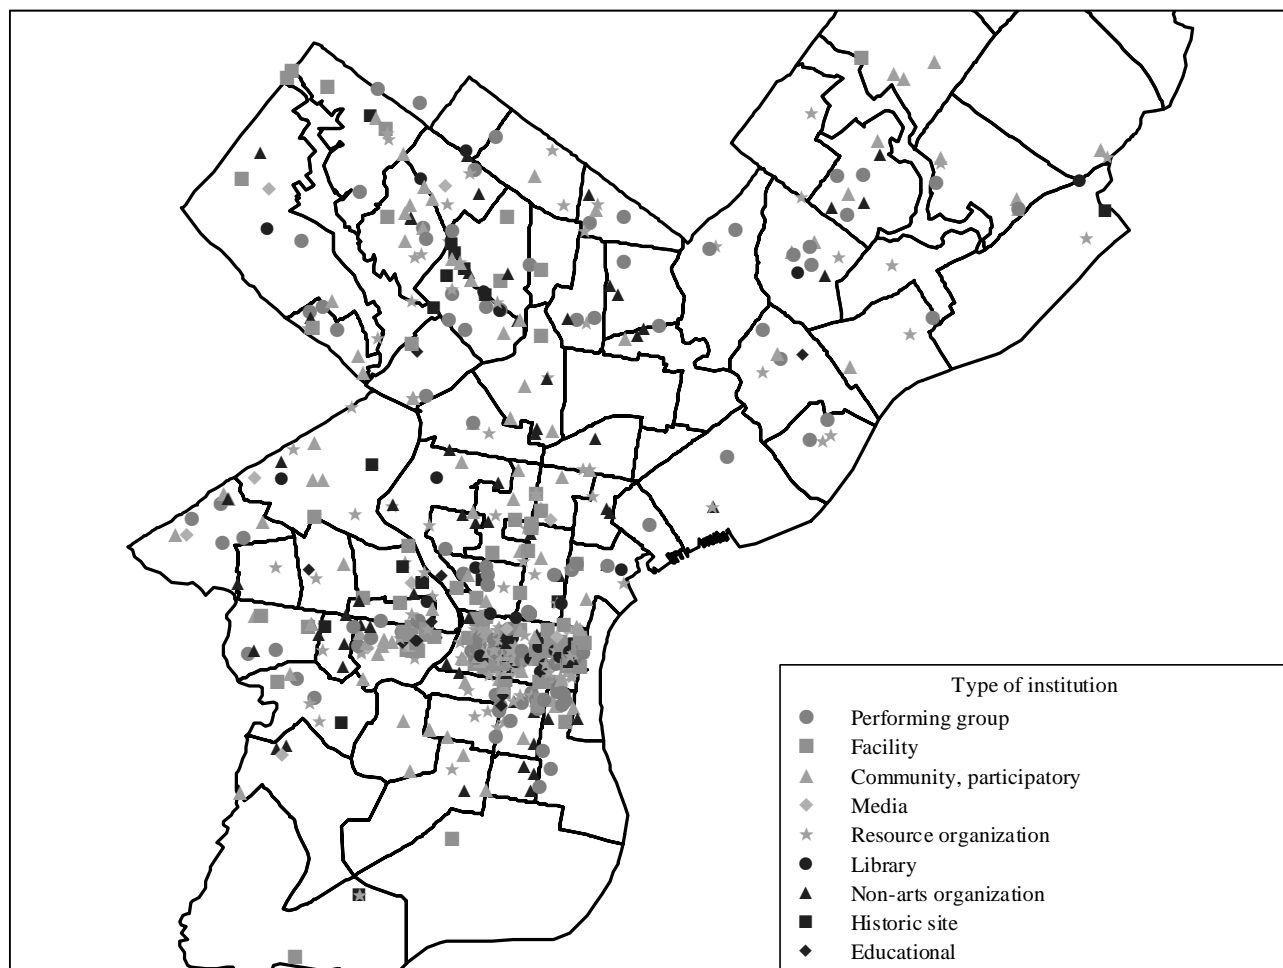 Type of institution
Performing group
Facility
Community, participatory
Media
Resource organization
Library
Non-arts organization
Historic site
Educational